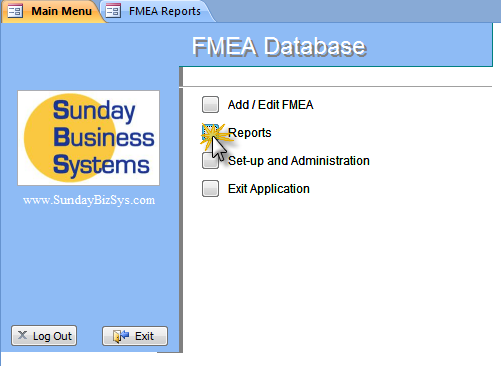 Main Menu
FMEA Reports
FMEA Database
Sunday
Business
Systems
www.SundayBizSys.com
Add / Edit FMEA
Reports
Set-up and Administration
Exit Application
Log Out
Exit